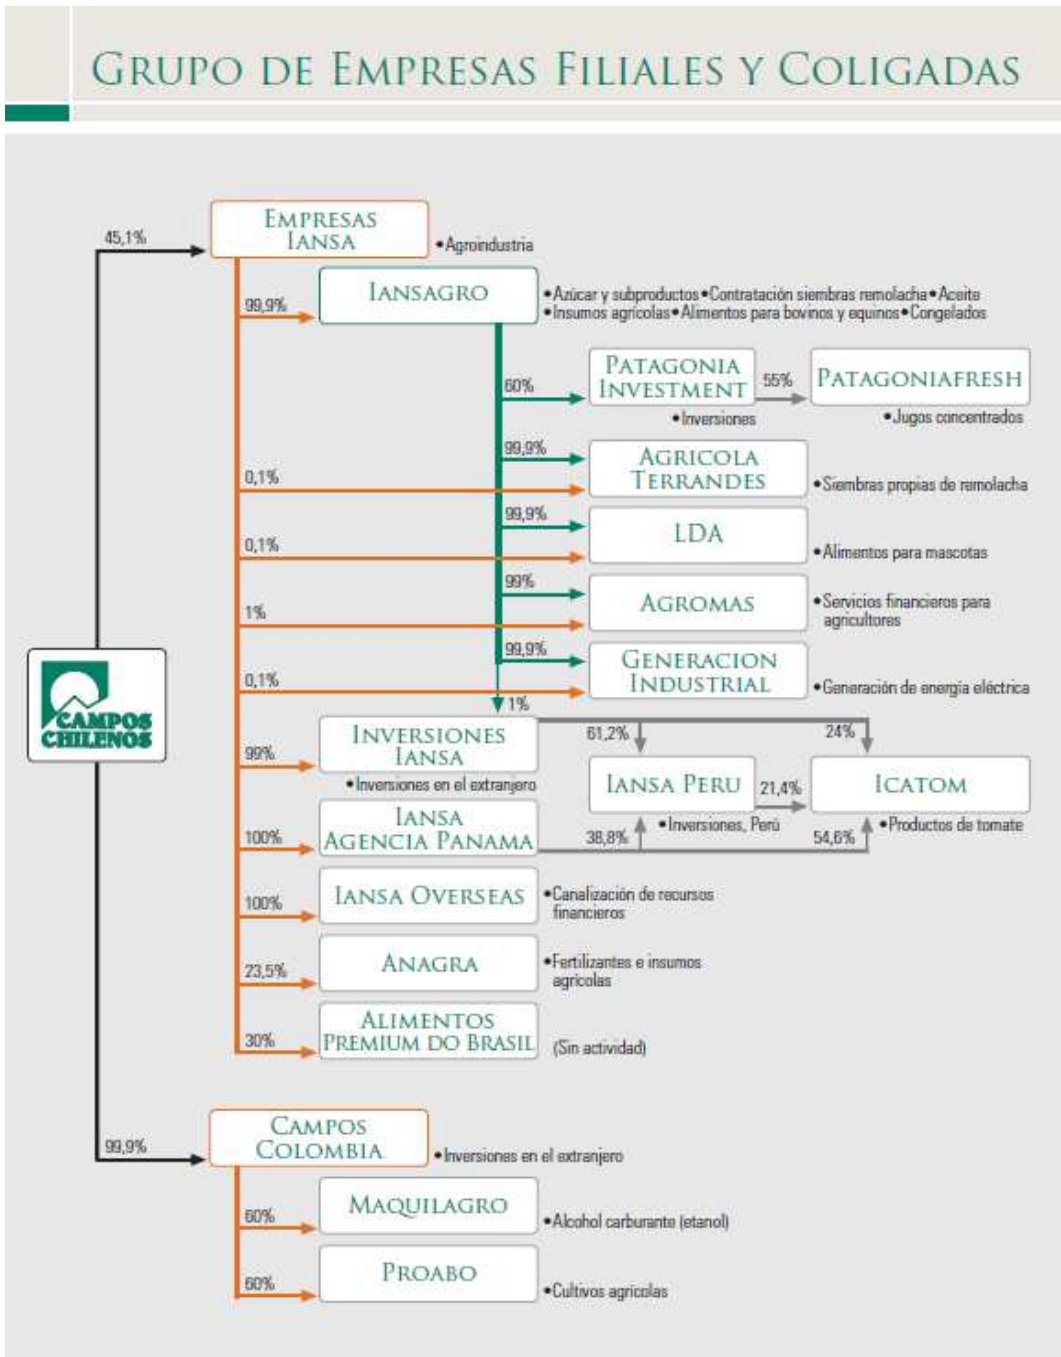 GRUPO DE EMPRESAS FILIALES Y COLIGADAS
45,1%
EMPRESAS
IANSA
•Agroindustria
99,9%
IANSAGRO
•Azúcar y subproductos•Contratación siembras remolacha•Aceite
•Insumos agrícolas•Alimentos para bovinos y equinos•Congelados
60%
PATAGONIA
INVESTMENT
•Inversiones
55%
PATAGONIAFRESH
•Jugos concentrados
99,9%
0,1%
AGRICOLA
TERRANDES
•Siembras propias de remolacha
99,9%
0,1%
LDA
•Alimentos para mascotas
99%
1%
AGROMAS
•Servicios financieros para
agricultores
99,9%
0,1%
GENERACION
INDUSTRIAL
•Generación de energía eléctrica
CAMPOS
CHILENOS
1%
99%
INVERSIONES
IANSA
•Inversiones en el extranjero
61,2%
24%
IANSA PERU
•Inversiones, Perú
21,4%
ICATOM
•Productos de tomate
100%
IANSA
AGENCIA PANAMA
38,8%
54,6%
100%
IANSA OVERSEAS
•Canalización de recursos
financieros
23,5%
ANAGRA
•Fertilizantes e insumos
agrícolas
30%
ALIMENTOS
PREMIUM DO BRASIL
(Sin actividad)
99,9%
CAMPOS
COLOMBIA
•Inversiones en el extranjero
60%
MAQUILAGRO
•Alcohol carburante (etanol)
60%
PROABO
•Cultivos agrícolas